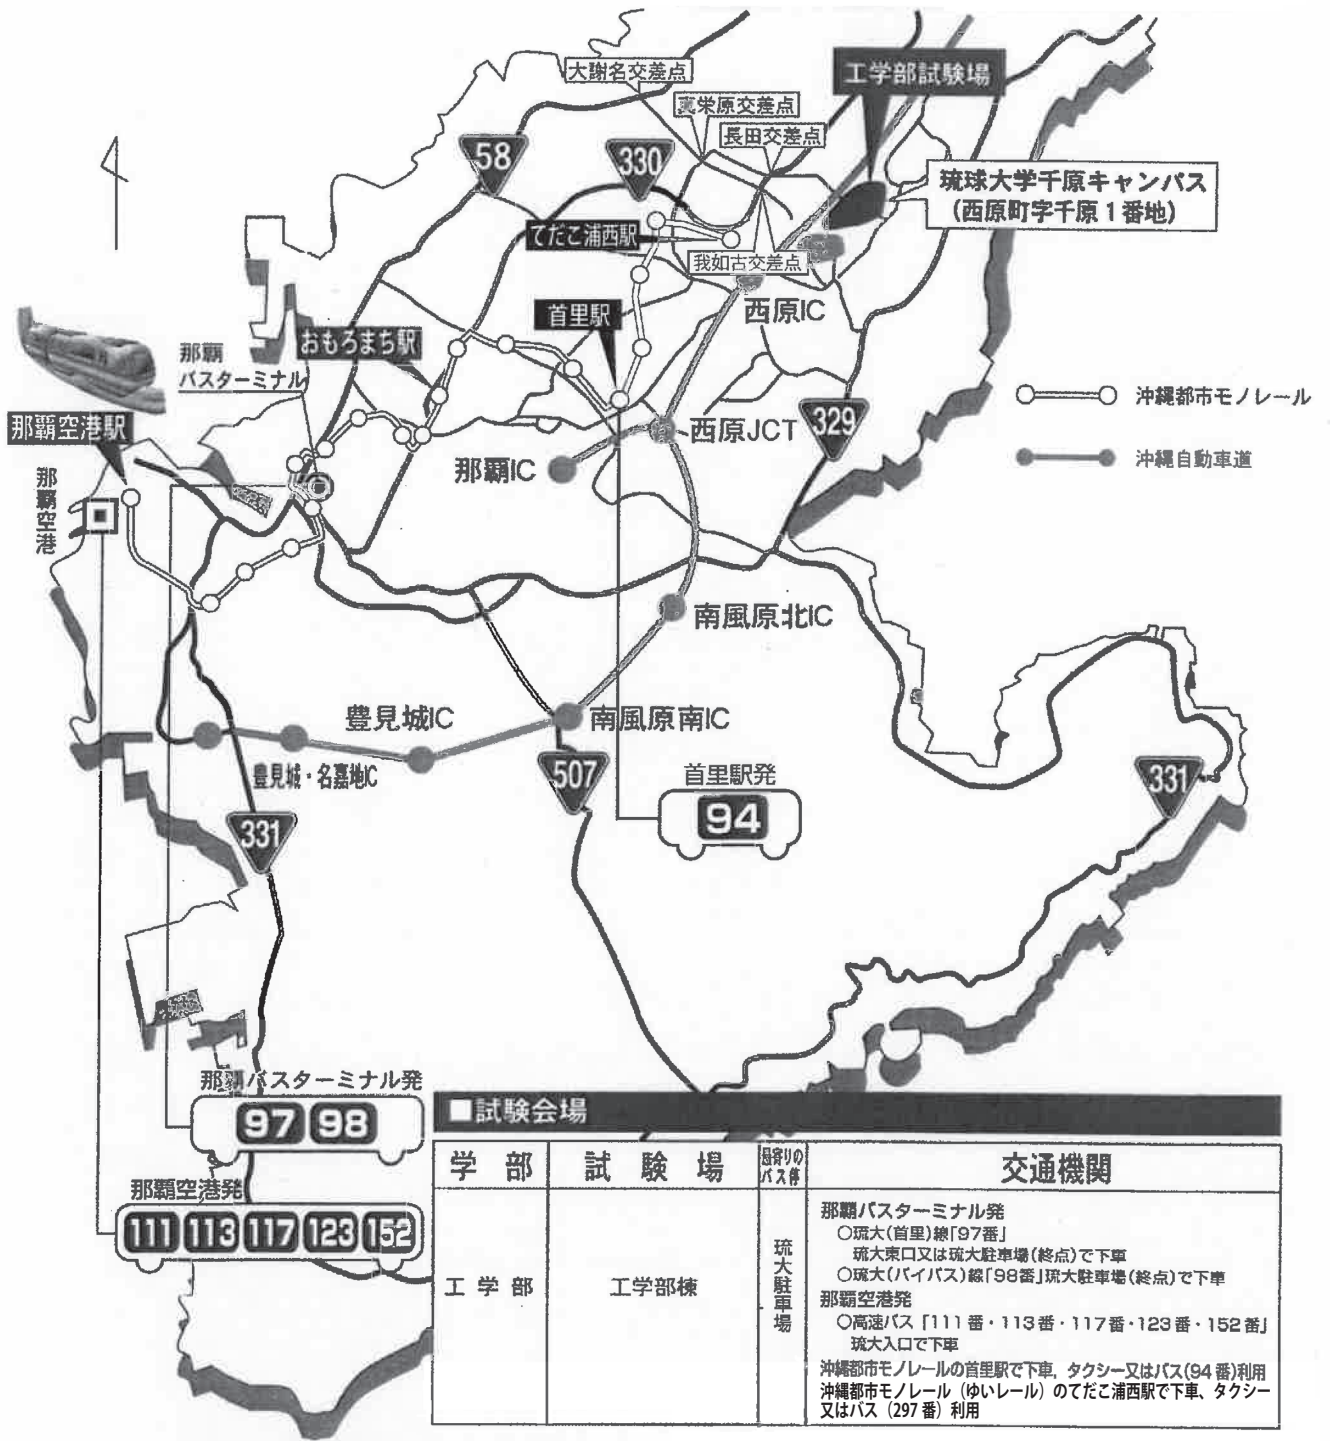 大謝名交差点
工学部試験場
真栄原交差点
長田交差点
58
330
琉球大学千原キャンパス
(西原町字千原1番地)
てだこ浦西駅
我如古交差点
西原IC
首里駅
おもろまち駅
那覇
バスターミナル
沖縄都市モノレール
那覇空港駅
329
西原JCT
那覇IC
沖縄自動車道
那覇空港
南風原北IC
豊見城IC
南風原南IC
豊見城・名嘉地IC
507
首里駅発
94
331
331
那覇バスターミナル発
97 98
那覇空港発
111 113 117 123 152
■試験会場
学部 試験場 最寄りのバス停 交通機関
工学部 工学部棟 琉大駐車場
那覇バスターミナル発
○琉大(首里)線「97番」
琉大東口又は琉大駐車場(終点)で下車
○琉大(バイパス)線「98番」琉大駐車場(終点)で下車
那覇空港発
○高速バス「111番・113番・117番・123番・152番」
琉大入口で下車
沖縄都市モノレールの首里駅で下車，タクシー又はバス(94番)利用
沖縄都市モノレール（ゆいレール）のてだこ浦西駅で下車、タクシー
又はバス（297番）利用